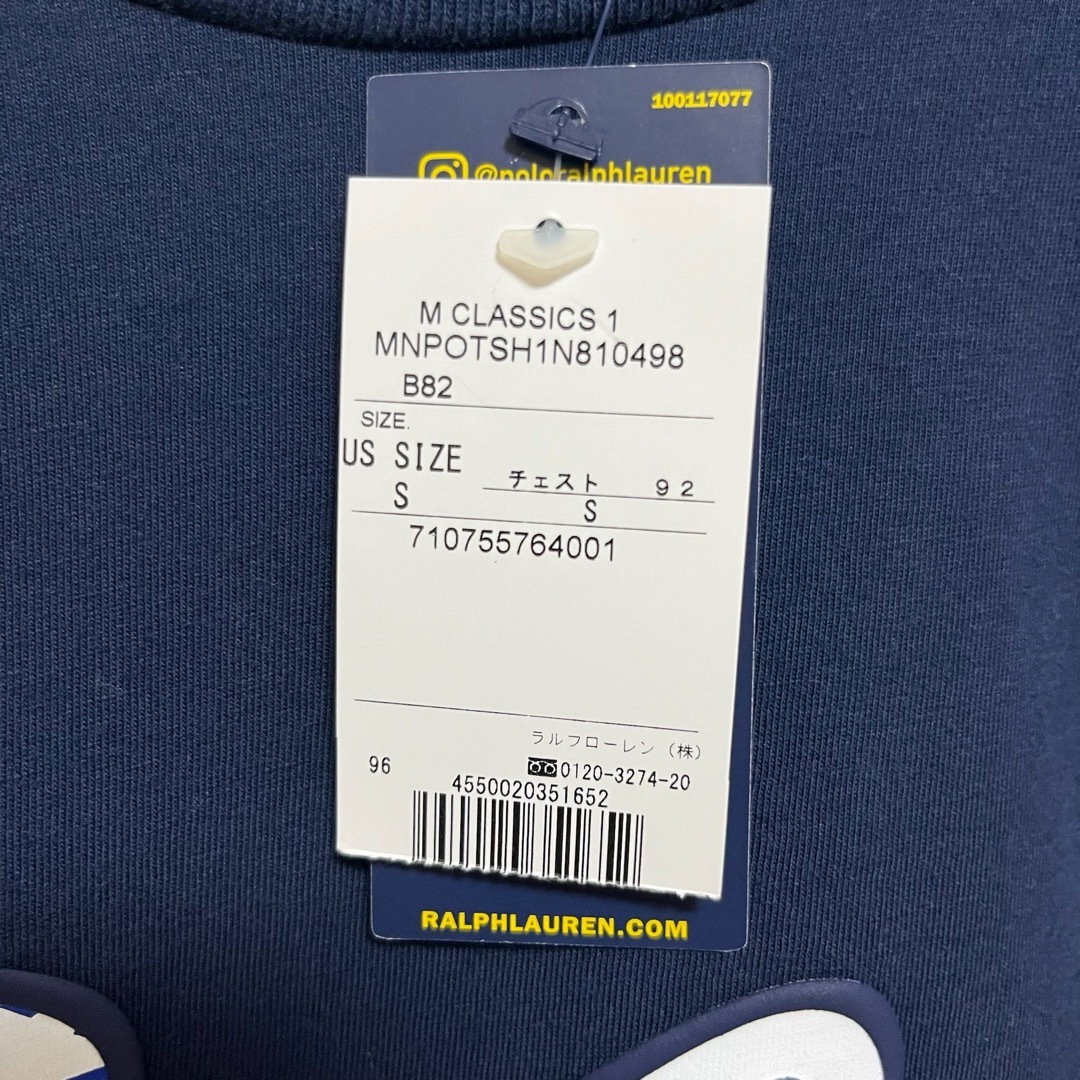 100117077
@poloralphlauren
M CLASSICS 1
MNPOTSH1N810498
B82
SIZE.
US SIZE
チェスト 92
S
S
710755764001
ラルフローレン（株）
96
0120-3274-20
4550020351652
RALPHLAUREN.COM